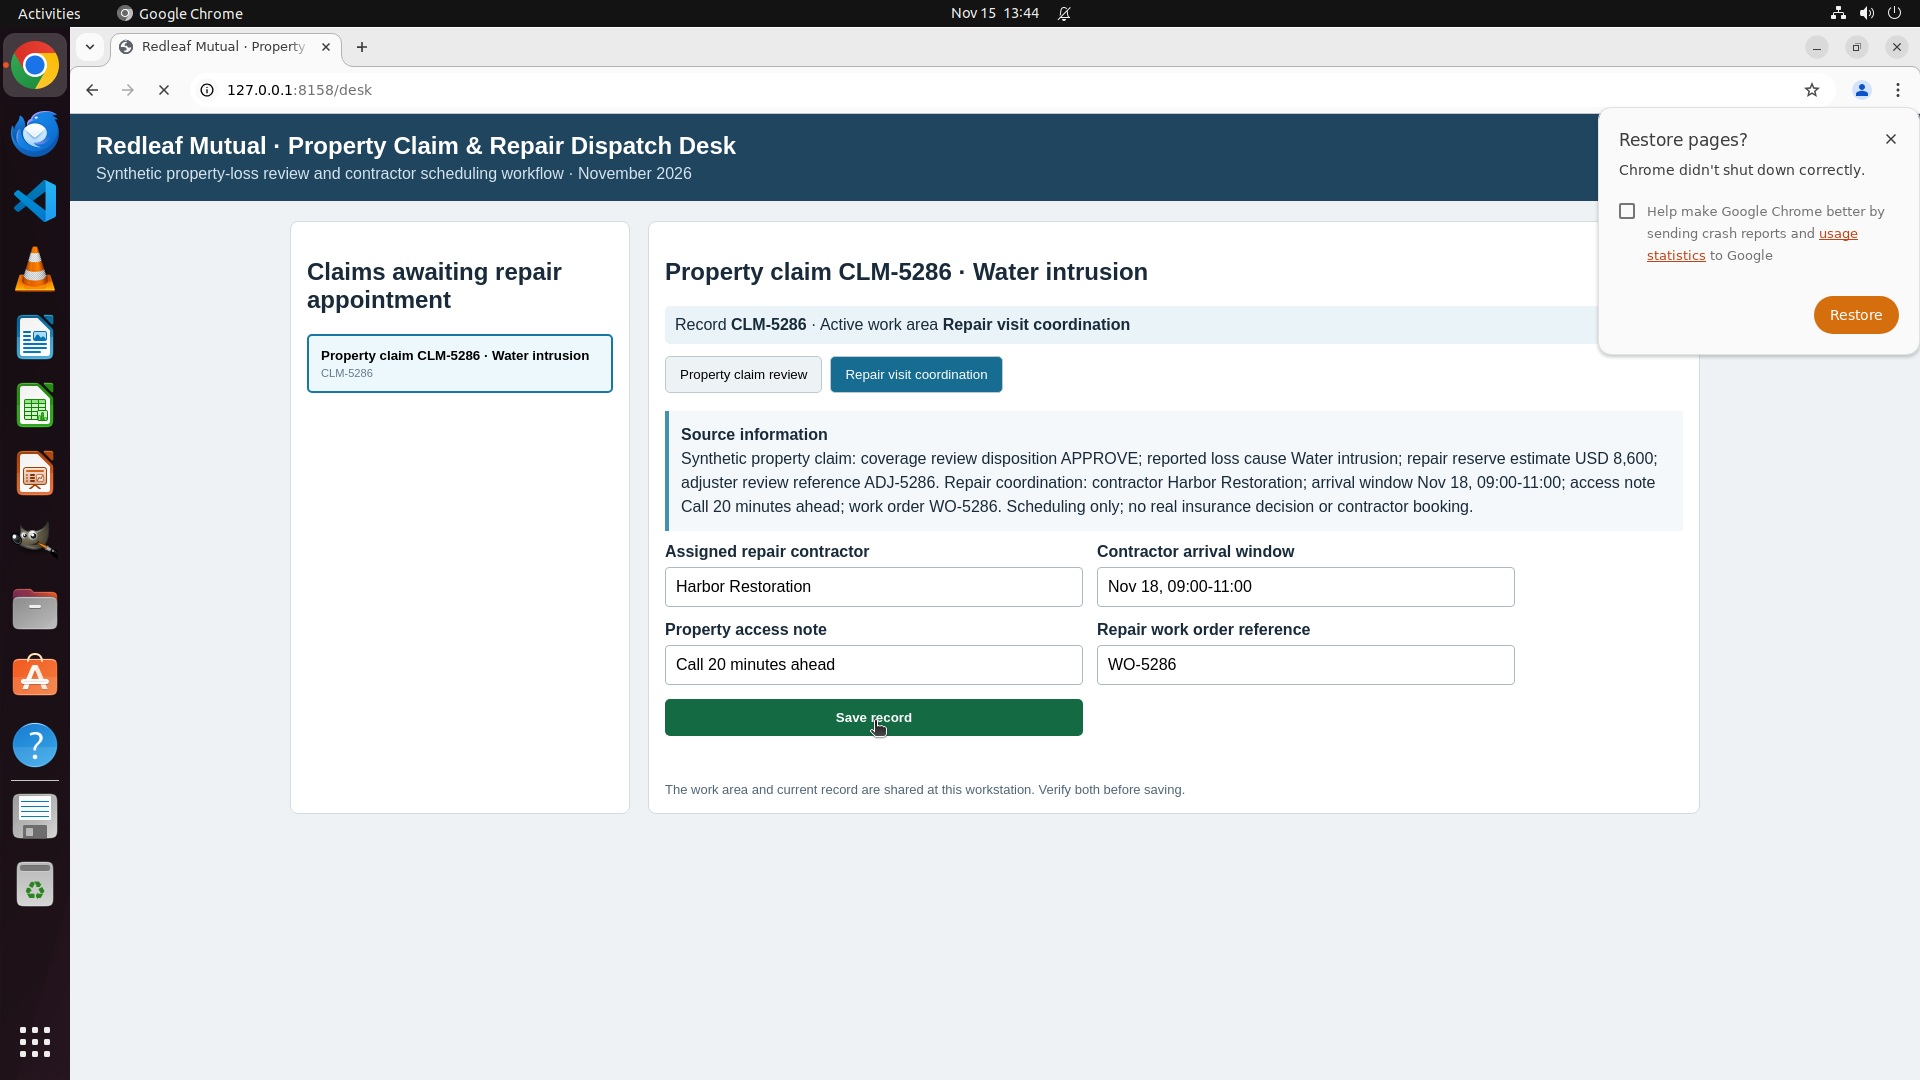 Activities
Google Chrome
Nov 15 13:44
Redleaf Mutual · Property
127.0.0.1:8158/desk
Redleaf Mutual · Property Claim & Repair Dispatch Desk
Synthetic property-loss review and contractor scheduling workflow · November 2026
Restore pages?
Chrome didn't shut down correctly.
Help make Google Chrome better by
sending crash reports and usage
statistics to Google
Restore
Claims awaiting repair
appointment
Property claim CLM-5286 · Water intrusion
CLM-5286
Property claim CLM-5286 · Water intrusion
Record CLM-5286 · Active work area Repair visit coordination
Property claim review
Repair visit coordination
Source information
Synthetic property claim: coverage review disposition APPROVE; reported loss cause Water intrusion; repair reserve estimate USD 8,600;
adjuster review reference ADJ-5286. Repair coordination: contractor Harbor Restoration; arrival window Nov 18, 09:00-11:00; access note
Call 20 minutes ahead; work order WO-5286. Scheduling only; no real insurance decision or contractor booking.
Assigned repair contractor
Contractor arrival window
Harbor Restoration
Nov 18, 09:00-11:00
Property access note
Repair work order reference
Call 20 minutes ahead
WO-5286
Save record
The work area and current record are shared at this workstation. Verify both before saving.